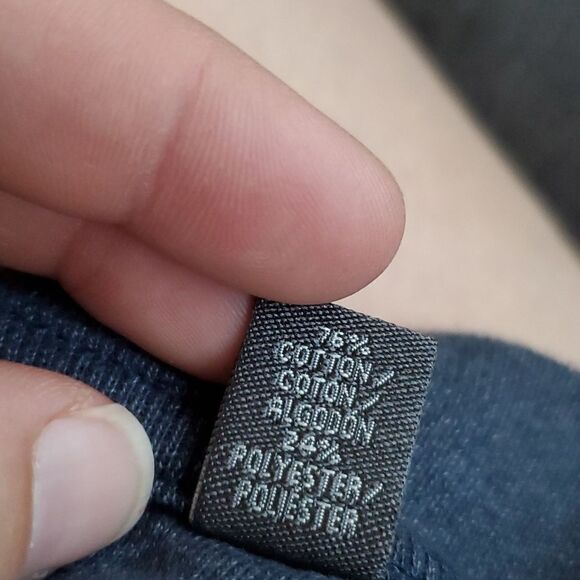 76%
COTTON/
COTON/
ALGODON
24%
POLYESTER/
POLIESTER